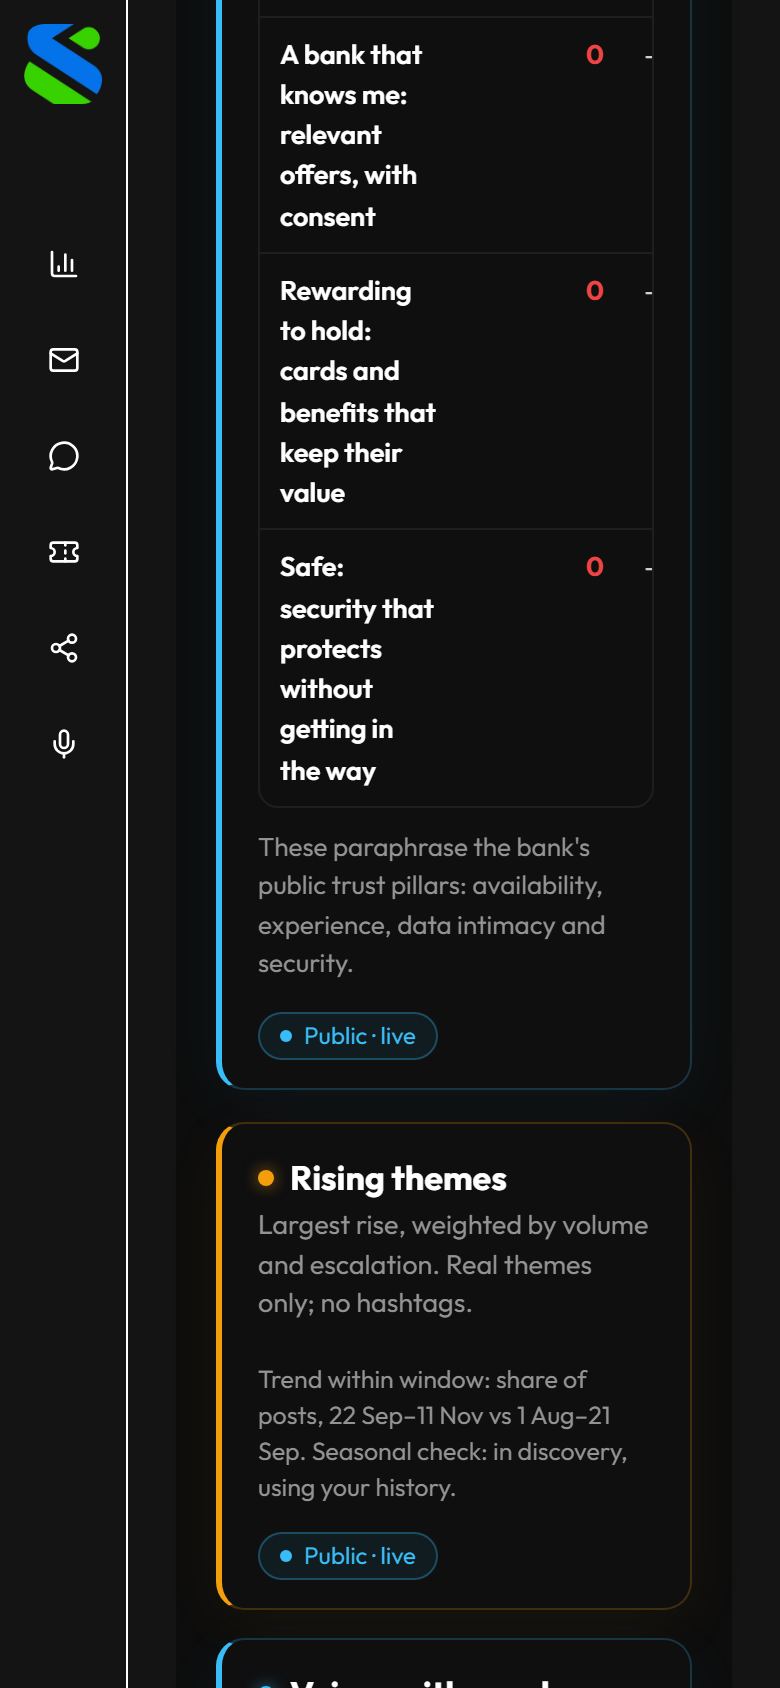 A bank that 0 -
knows me:
relevant
offers, with
consent
Rewarding 0 -
to hold:
cards and
benefits that
keep their
value
Safe: 0 -
security that
protects
without
getting in
the way
These paraphrase the bank's
public trust pillars: availability,
experience, data intimacy and
security.
Public · live
Rising themes
Largest rise, weighted by volume
and escalation. Real themes
only; no hashtags.
Trend within window: share of
posts, 22 Sep–11 Nov vs 1 Aug–21
Sep. Seasonal check: in discovery,
using your history.
Public · live